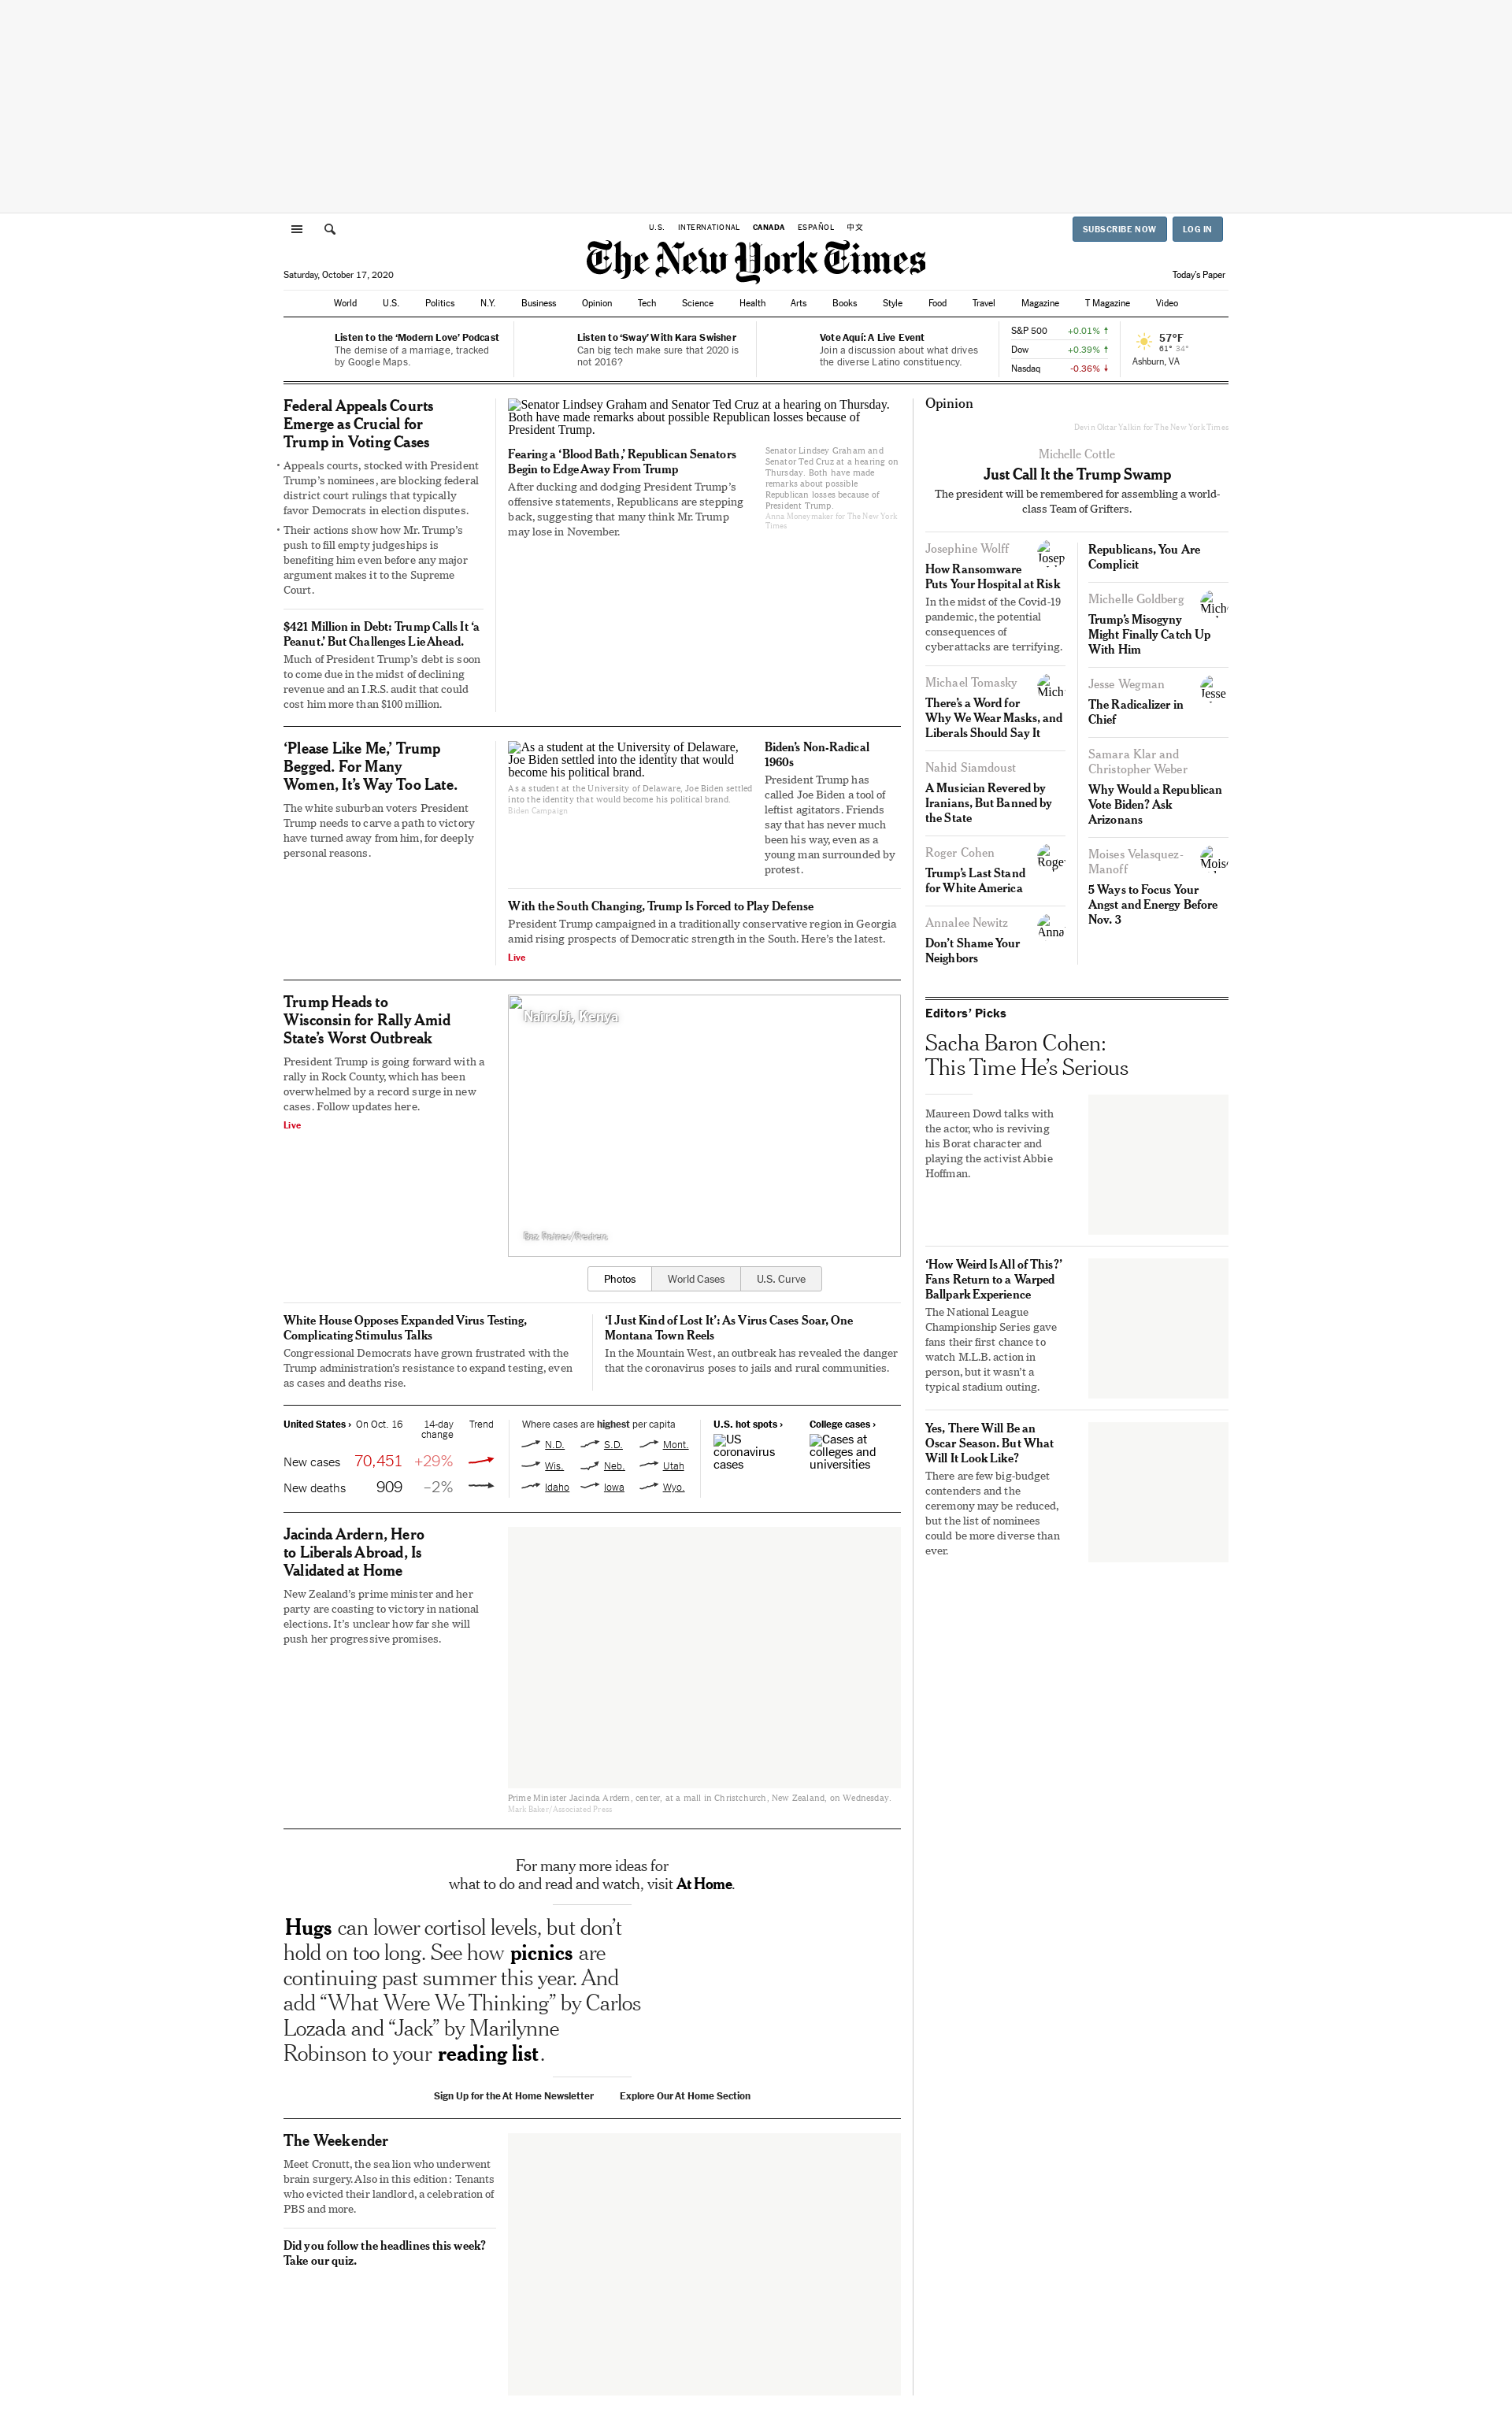 U.S. INTERNATIONAL CANADA ESPAÑOL 中文
SUBSCRIBE NOW LOG IN
The New York Times
Saturday, October 17, 2020
Today's Paper
World U.S. Politics N.Y. Business Opinion Tech Science Health Arts Books Style Food Travel Magazine T Magazine Video
Listen to the ‘Modern Love’ Podcast
The demise of a marriage, tracked
by Google Maps.
Listen to ‘Sway’ With Kara Swisher
Can big tech make sure that 2020 is
not 2016?
Vote Aquí: A Live Event
Join a discussion about what drives
the diverse Latino constituency.
S&P 500 +0.01%
Dow +0.39%
Nasdaq -0.36%
57°F
61° 34°
Ashburn, VA
Federal Appeals Courts
Emerge as Crucial for
Trump in Voting Cases
Appeals courts, stocked with President
Trump’s nominees, are blocking federal
district court rulings that typically
favor Democrats in election disputes.
Their actions show how Mr. Trump’s
push to fill empty judgeships is
benefiting him even before any major
argument makes it to the Supreme
Court.
$421 Million in Debt: Trump Calls It ‘a
Peanut.’ But Challenges Lie Ahead.
Much of President Trump’s debt is soon
to come due in the midst of declining
revenue and an I.R.S. audit that could
cost him more than $100 million.
Senator Lindsey Graham and Senator Ted Cruz at a hearing on Thursday.
Both have made remarks about possible Republican losses because of
President Trump.
Fearing a ‘Blood Bath,’ Republican Senators
Begin to Edge Away From Trump
After ducking and dodging President Trump’s
offensive statements, Republicans are stepping
back, suggesting that many think Mr. Trump
may lose in November.
Senator Lindsey Graham and
Senator Ted Cruz at a hearing on
Thursday. Both have made
remarks about possible
Republican losses because of
President Trump.
Anna Moneymaker for The New York
Times
‘Please Like Me,’ Trump
Begged. For Many
Women, It’s Way Too Late.
The white suburban voters President
Trump needs to carve a path to victory
have turned away from him, for deeply
personal reasons.
As a student at the University of Delaware,
Joe Biden settled into the identity that would
become his political brand.
As a student at the University of Delaware, Joe Biden settled
into the identity that would become his political brand.
Biden Campaign
Biden’s Non-Radical
1960s
President Trump has
called Joe Biden a tool of
leftist agitators. Friends
say that has never much
been his way, even as a
young man surrounded by
protest.
With the South Changing, Trump Is Forced to Play Defense
President Trump campaigned in a traditionally conservative region in Georgia
amid rising prospects of Democratic strength in the South. Here’s the latest.
Live
Trump Heads to
Wisconsin for Rally Amid
State’s Worst Outbreak
President Trump is going forward with a
rally in Rock County, which has been
overwhelmed by a record surge in new
cases. Follow updates here.
Live
Nairobi, Kenya
Baz Ratner/Reuters
Photos World Cases U.S. Curve
White House Opposes Expanded Virus Testing,
Complicating Stimulus Talks
Congressional Democrats have grown frustrated with the
Trump administration’s resistance to expand testing, even
as cases and deaths rise.
‘I Just Kind of Lost It’: As Virus Cases Soar, One
Montana Town Reels
In the Mountain West, an outbreak has revealed the danger
that the coronavirus poses to jails and rural communities.
United States › On Oct. 16 14-day
change Trend
New cases 70,451 +29%
New deaths 909 –2%
Where cases are highest per capita
N.D. S.D. Mont.
Wis. Neb. Utah
Idaho Iowa Wyo.
U.S. hot spots ›
US
coronavirus
cases
College cases ›
Cases at
colleges and
universities
Jacinda Ardern, Hero
to Liberals Abroad, Is
Validated at Home
New Zealand’s prime minister and her
party are coasting to victory in national
elections. It’s unclear how far she will
push her progressive promises.
Prime Minister Jacinda Ardern, center, at a mall in Christchurch, New Zealand, on Wednesday.
Mark Baker/Associated Press
For many more ideas for
what to do and read and watch, visit At Home.
Hugs can lower cortisol levels, but don’t
hold on too long. See how picnics are
continuing past summer this year. And
add “What Were We Thinking” by Carlos
Lozada and “Jack” by Marilynne
Robinson to your reading list.
Sign Up for the At Home Newsletter Explore Our At Home Section
The Weekender
Meet Cronutt, the sea lion who underwent
brain surgery. Also in this edition: Tenants
who evicted their landlord, a celebration of
PBS and more.
Did you follow the headlines this week?
Take our quiz.
Opinion
Devin Oktar Yalkin for The New York Times
Michelle Cottle
Just Call It the Trump Swamp
The president will be remembered for assembling a world-
class Team of Grifters.
Josephine Wolff
Josep
How Ransomware
Puts Your Hospital at Risk
In the midst of the Covid-19
pandemic, the potential
consequences of
cyberattacks are terrifying.
Michael Tomasky
Mich
There’s a Word for
Why We Wear Masks, and
Liberals Should Say It
Nahid Siamdoust
A Musician Revered by
Iranians, But Banned by
the State
Roger Cohen
Roger
Trump’s Last Stand
for White America
Annalee Newitz
Anna
Don’t Shame Your
Neighbors
Republicans, You Are
Complicit
Michelle Goldberg
Mich
Trump’s Misogyny
Might Finally Catch Up
With Him
Jesse Wegman
Jesse
The Radicalizer in
Chief
Samara Klar and
Christopher Weber
Why Would a Republican
Vote Biden? Ask
Arizonans
Moises Velasquez-
Manoff
Mois
5 Ways to Focus Your
Angst and Energy Before
Nov. 3
Editors’ Picks
Sacha Baron Cohen:
This Time He’s Serious
Maureen Dowd talks with
the actor, who is reviving
his Borat character and
playing the activist Abbie
Hoffman.
‘How Weird Is All of This?’
Fans Return to a Warped
Ballpark Experience
The National League
Championship Series gave
fans their first chance to
watch M.L.B. action in
person, but it wasn’t a
typical stadium outing.
Yes, There Will Be an
Oscar Season. But What
Will It Look Like?
There are few big-budget
contenders and the
ceremony may be reduced,
but the list of nominees
could be more diverse than
ever.